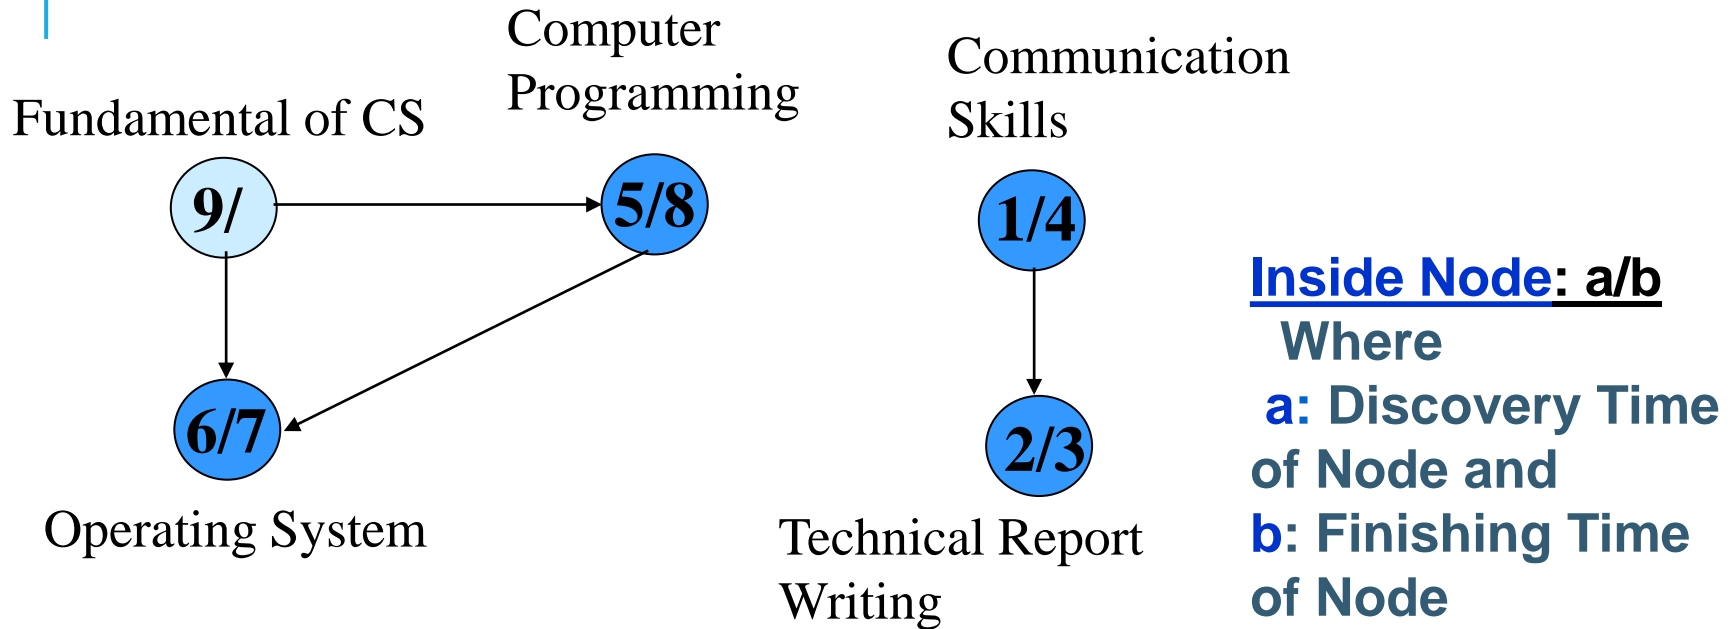 Computer
Programming
Communication
Skills
Fundamental of CS
9/
5/8
1/4
6/7
2/3
Operating System
Technical Report
Writing
Inside Node: a/b
Where
a: Discovery Time
of Node and
b: Finishing Time
of Node